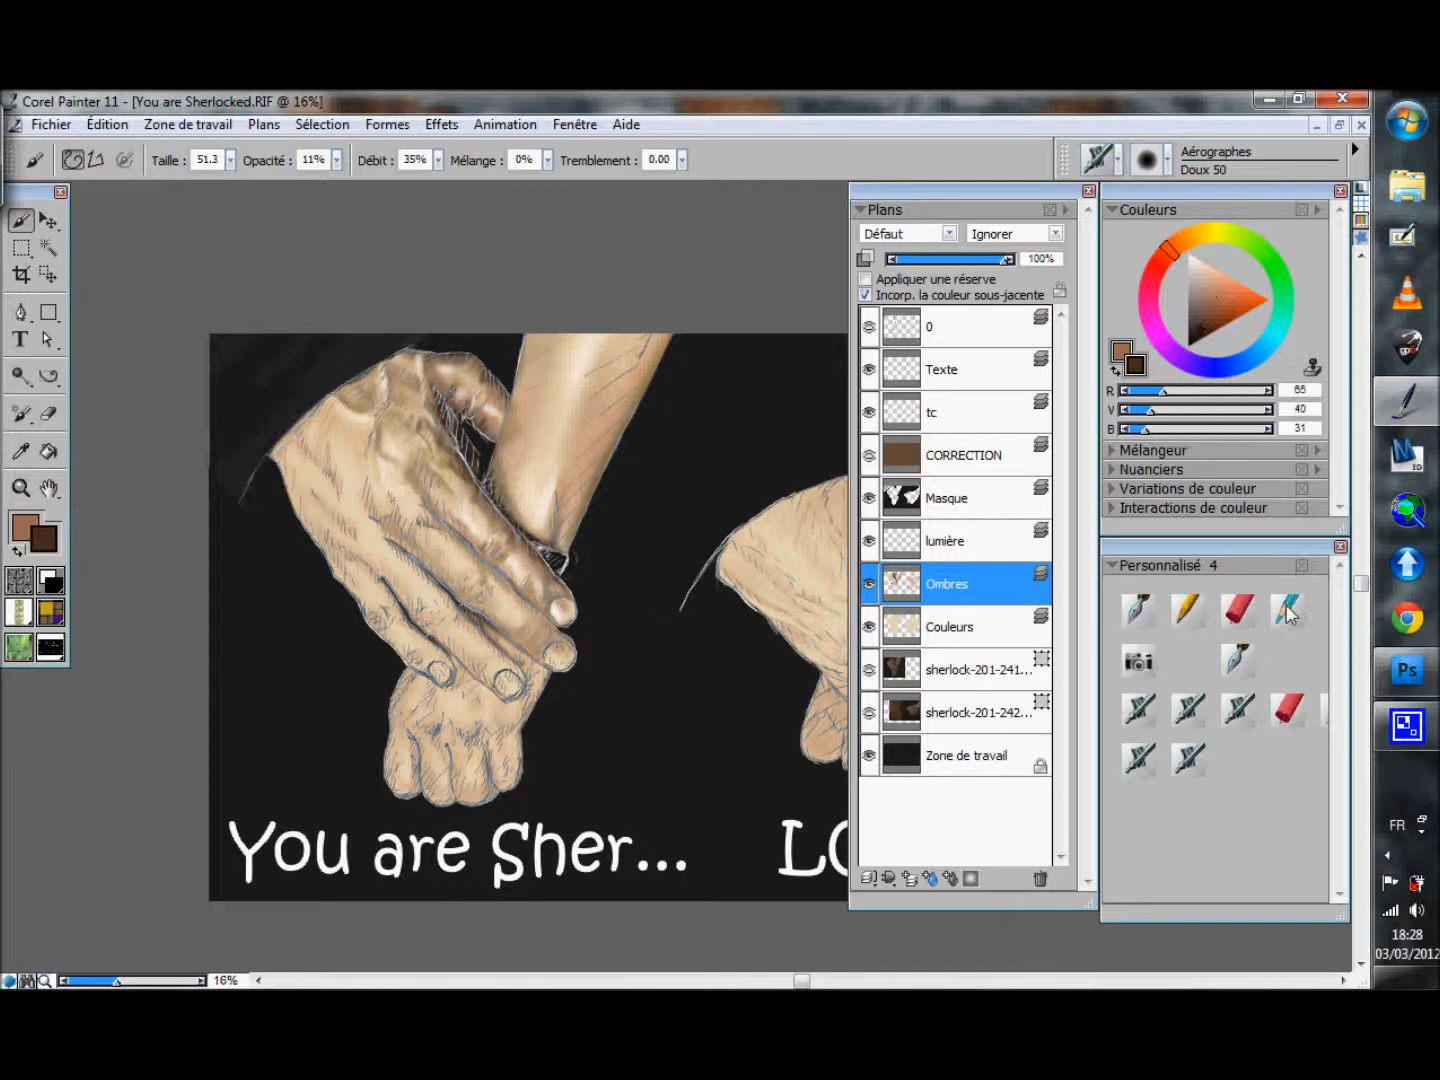 Corel Painter 11 - [You are Sherlocked.RIF @ 16%]
Fichier Édition Zone de travail Plans Sélection Formes Effets Animation Fenêtre Aide
Taille : 51.3 Opacité : 11% Débit : 35% Mélange : 0% Tremblement : 0.00
Aérographes
Doux 50
Plans
Défaut Ignorer
100%
Appliquer une réserve
Incorp. la couleur sous-jacente
0
Texte
tc
CORRECTION
Masque
lumière
Ombres
Couleurs
sherlock-201-241...
sherlock-201-242...
Zone de travail
Couleurs
R 65
V 40
B 31
Mélangeur
Nuanciers
Variations de couleur
Interactions de couleur
Personnalisé 4
T
You are Sher...
LO
16%
Ps
3D
FR
18:28
03/03/2012